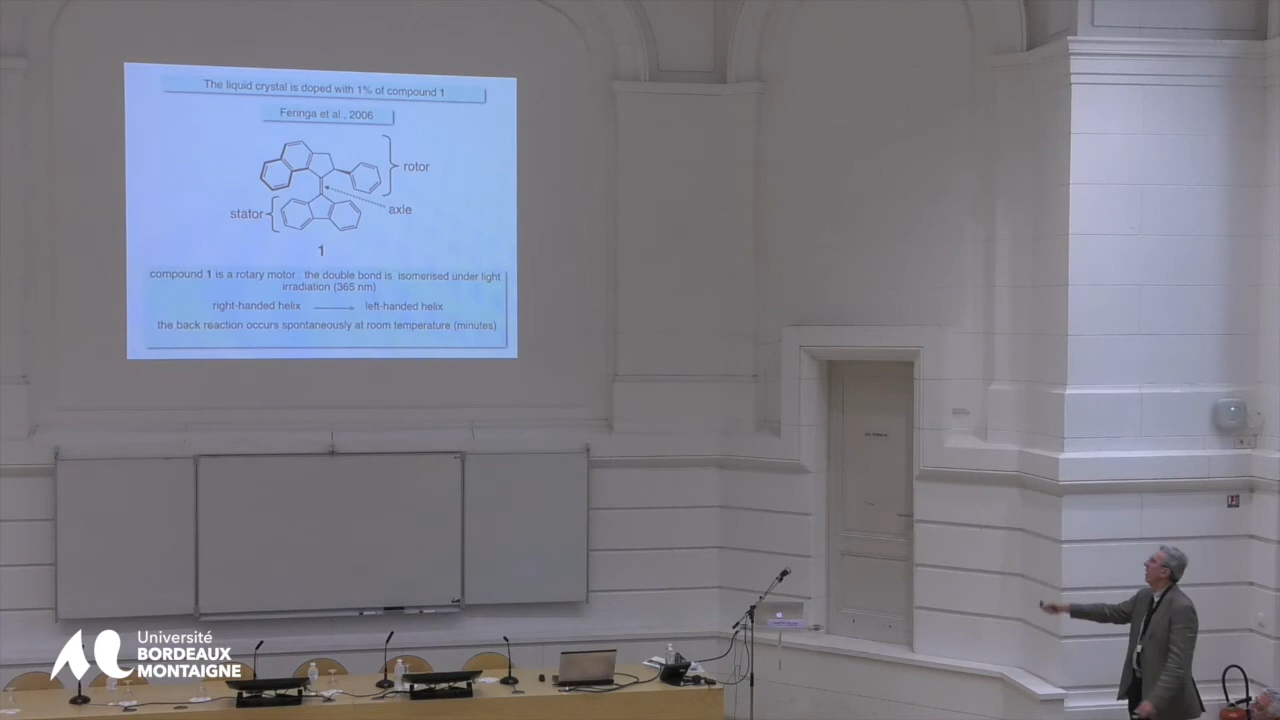 The liquid crystal is doped with 1% of compound 1
Feringa et al., 2006
rotor
stator
axle
1
compound 1 is a rotary motor , the double bond is isomerised under light
irradiation (365 nm)
right-handed helix
left-handed helix
the back reaction occurs spontaneously at room temperature (minutes)
Université
BORDEAUX
MONTAIGNE